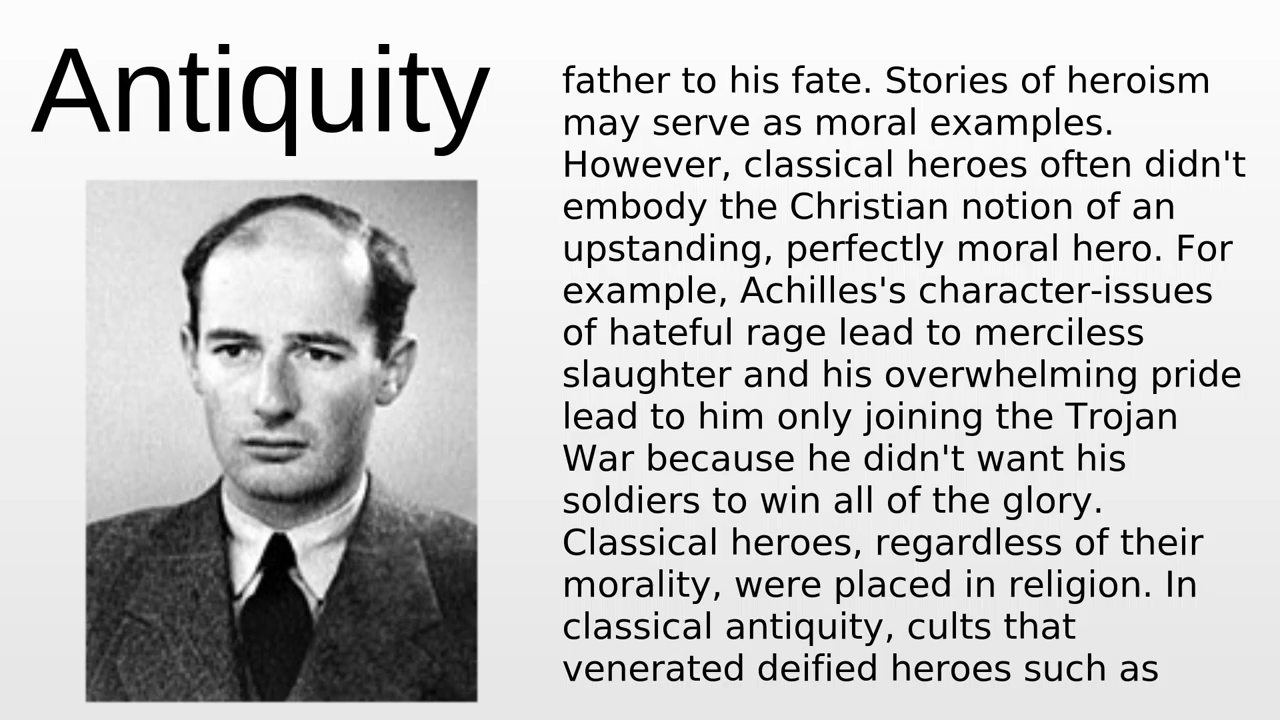 Antiquity
father to his fate. Stories of heroism
may serve as moral examples.
However, classical heroes often didn't
embody the Christian notion of an
upstanding, perfectly moral hero. For
example, Achilles's character-issues
of hateful rage lead to merciless
slaughter and his overwhelming pride
lead to him only joining the Trojan
War because he didn't want his
soldiers to win all of the glory.
Classical heroes, regardless of their
morality, were placed in religion. In
classical antiquity, cults that
venerated deified heroes such as